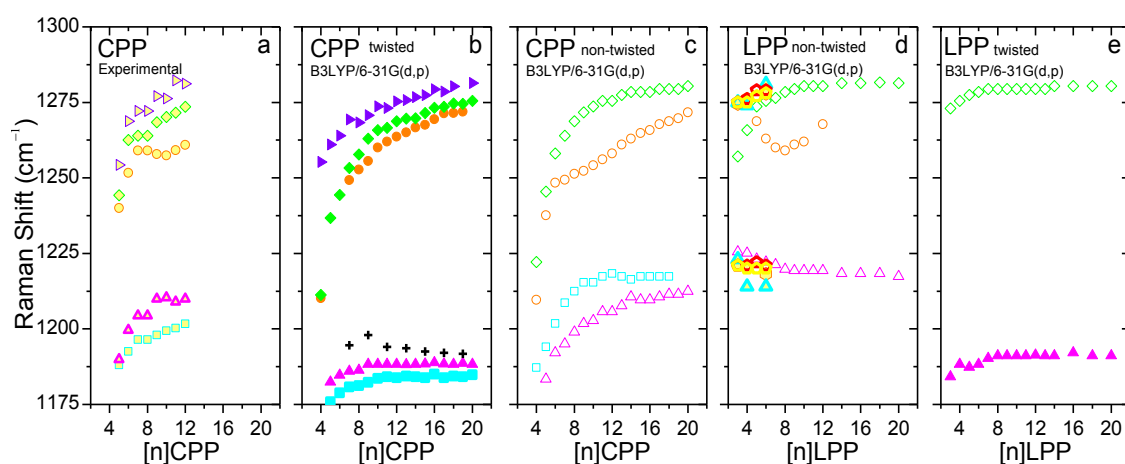 1300
1275
1250
1225
1200
1175
Raman Shift (cm⁻¹)
CPP a
Experimental
4 8 12 16 20
[n]CPP
CPP twisted b
B3LYP/6-31G(d,p)
4 8 12 16 20
[n]CPP
CPP non-twisted c
B3LYP/6-31G(d,p)
4 8 12 16 20
[n]CPP
LPP non-twisted d
B3LYP/6-31G(d,p)
4 8 12 16 20
[n]LPP
LPP twisted e
B3LYP/6-31G(d,p)
4 8 12 16 20
[n]LPP